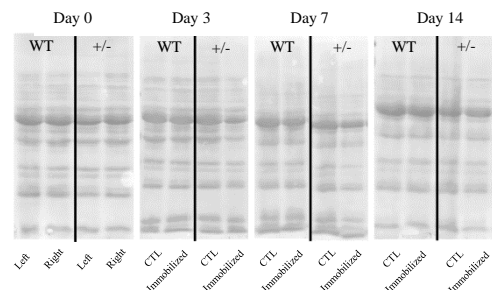 Day 0 Day 3 Day 7 Day 14
WT +/- WT +/- WT +/- WT +/-
Left Right Left Right CTL Immobilized CTL Immobilized CTL Immobilized CTL Immobilized CTL Immobilized CTL Immobilized